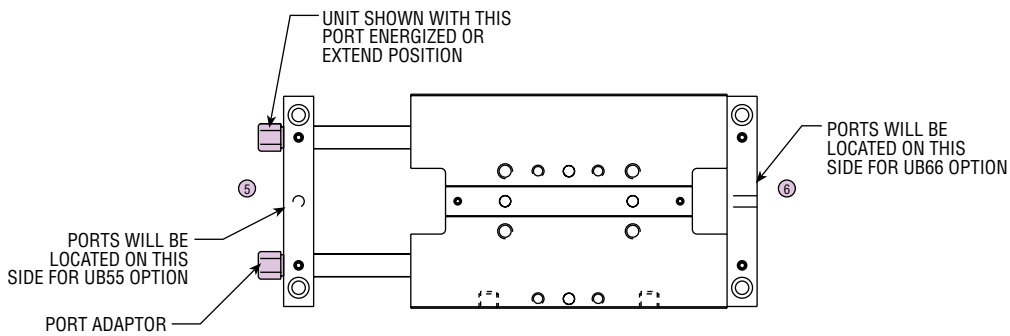 UNIT SHOWN WITH THIS
PORT ENERGIZED OR
EXTEND POSITION
PORTS WILL BE
LOCATED ON THIS
SIDE FOR UB66 OPTION
5
6
PORTS WILL BE
LOCATED ON THIS
SIDE FOR UB55 OPTION
PORT ADAPTOR